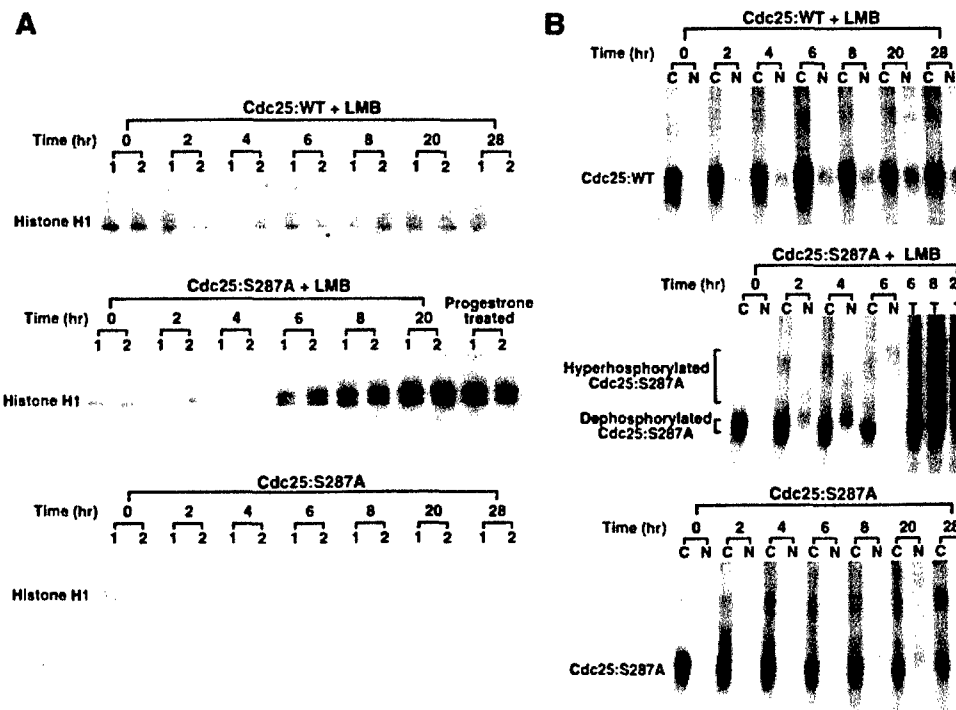 A
Cdc25:WT + LMB
Time (hr) 0 2 4 6 8 20 28
1 2 1 2 1 2 1 2 1 2 1 2 1 2
Histone H1
Cdc25:S287A + LMB
Progestrone
treated
Time (hr) 0 2 4 6 8 20
1 2 1 2 1 2 1 2 1 2 1 2 1 2
Histone H1
Cdc25:S287A
Time (hr) 0 2 4 6 8 20 28
1 2 1 2 1 2 1 2 1 2 1 2 1 2
Histone H1
B
Cdc25:WT + LMB
Time (hr) 0 2 4 6 8 20 28
C N C N C N C N C N C N C N
Cdc25:WT
Cdc25:S287A + LMB
Time (hr) 0 2 4 6 6 8 2
C N C N C N C N T T T
Hyperphosphorylated
Cdc25:S287A
Dephosphorylated
Cdc25:S287A
Cdc25:S287A
Time (hr) 0 2 4 6 8 20 28
C N C N C N C N C N C N C
Cdc25:S287A